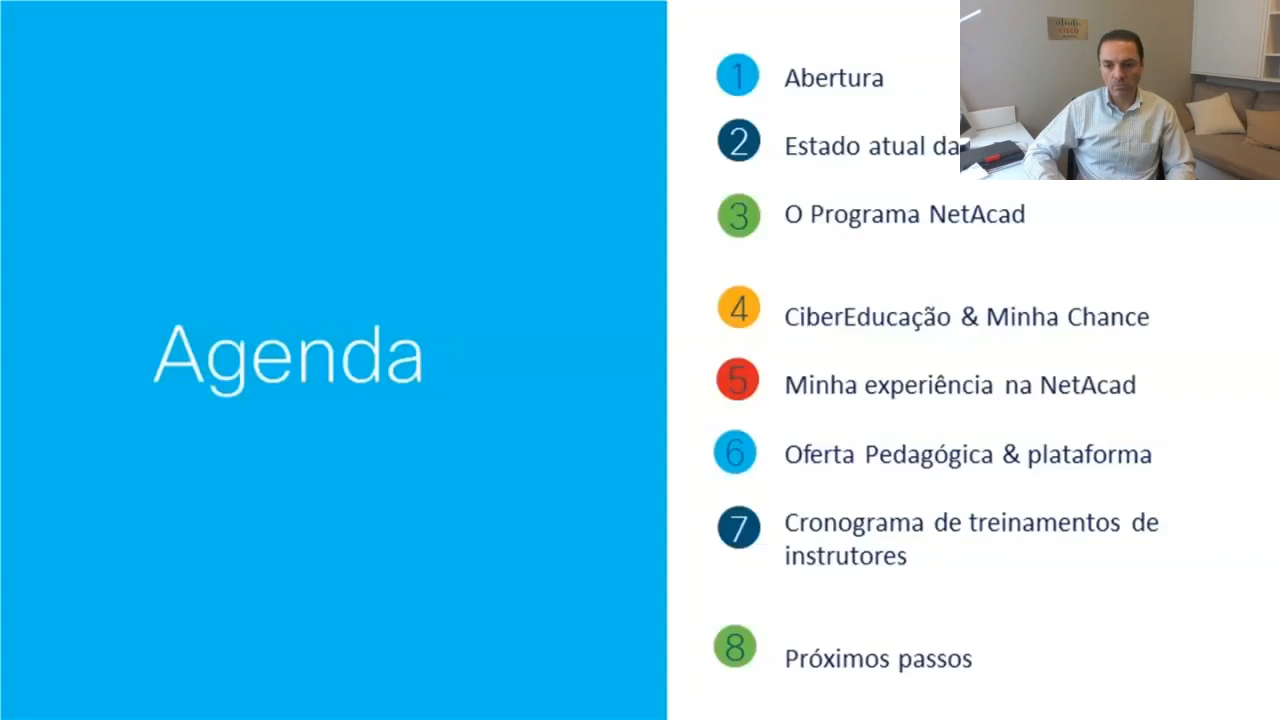 Agenda
1 Abertura
2 Estado atual da
3 O Programa NetAcad
4 CiberEducação & Minha Chance
5 Minha experiência na NetAcad
6 Oferta Pedagógica & plataforma
7 Cronograma de treinamentos de
instrutores
8 Próximos passos
CISCO